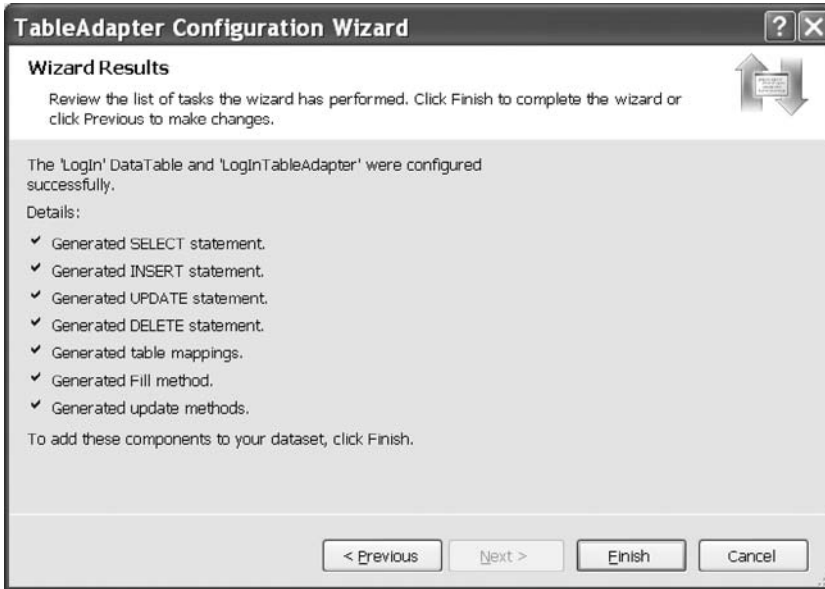 TableAdapter Configuration Wizard
Wizard Results
Review the list of tasks the wizard has performed. Click Finish to complete the wizard or
click Previous to make changes.
The 'LogIn' DataTable and 'LogInTableAdapter' were configured
successfully.
Details:
Generated SELECT statement.
Generated INSERT statement.
Generated UPDATE statement.
Generated DELETE statement.
Generated table mappings.
Generated Fill method.
Generated update methods.
To add these components to your dataset, click Finish.
< Previous Next > Finish Cancel